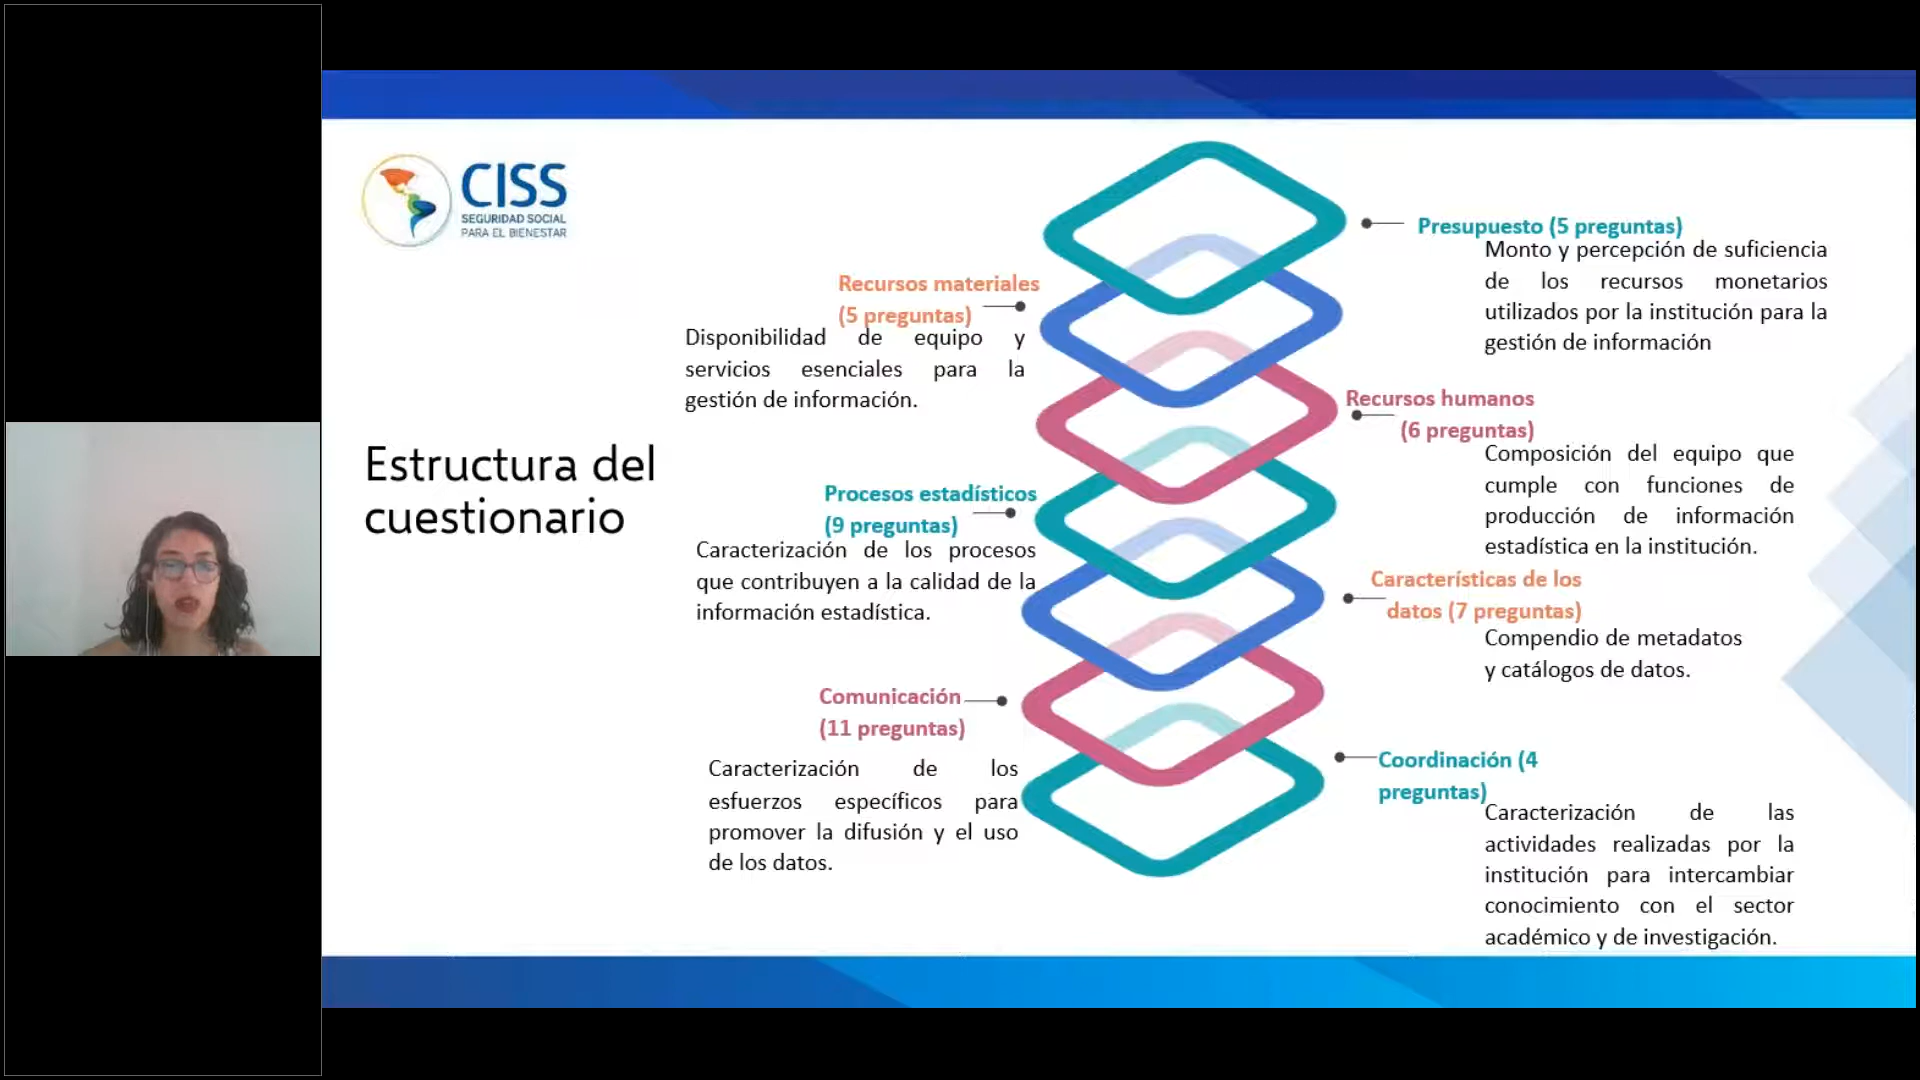 CISS
SEGURIDAD SOCIAL
PARA EL BIENESTAR
Estructura del
cuestionario
Presupuesto (5 preguntas)
Monto y percepción de suficiencia
de los recursos monetarios
utilizados por la institución para la
gestión de información
Recursos materiales
(5 preguntas)
Disponibilidad de equipo y
servicios esenciales para la
gestión de información.
Recursos humanos
(6 preguntas)
Composición del equipo que
cumple con funciones de
producción de información
estadística en la institución.
Procesos estadísticos
(9 preguntas)
Caracterización de los procesos
que contribuyen a la calidad de la
información estadística.
Características de los
datos (7 preguntas)
Compendio de metadatos
y catálogos de datos.
Comunicación
(11 preguntas)
Caracterización de los
esfuerzos específicos para
promover la difusión y el uso
de los datos.
Coordinación (4
preguntas)
Caracterización de las
actividades realizadas por la
institución para intercambiar
conocimiento con el sector
académico y de investigación.